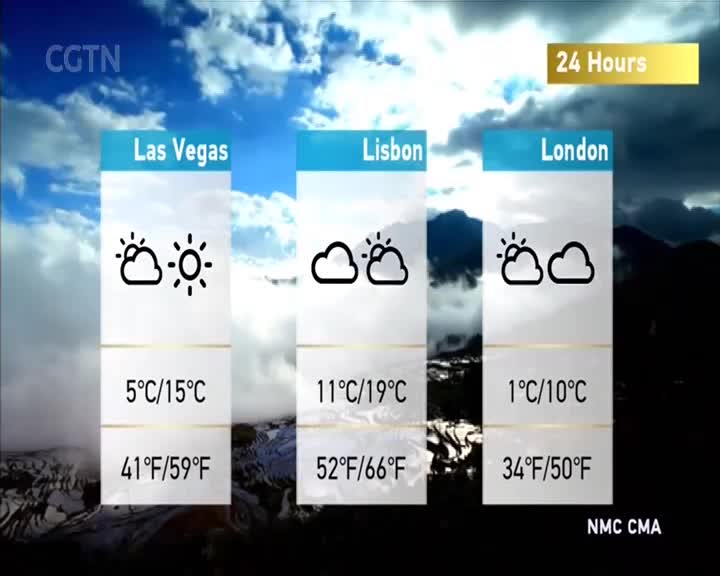 CGTN
24 Hours
Las Vegas
Lisbon
London
5°C/15°C
11°C/19°C
1°C/10°C
41°F/59°F
52°F/66°F
34°F/50°F
NMC CMA